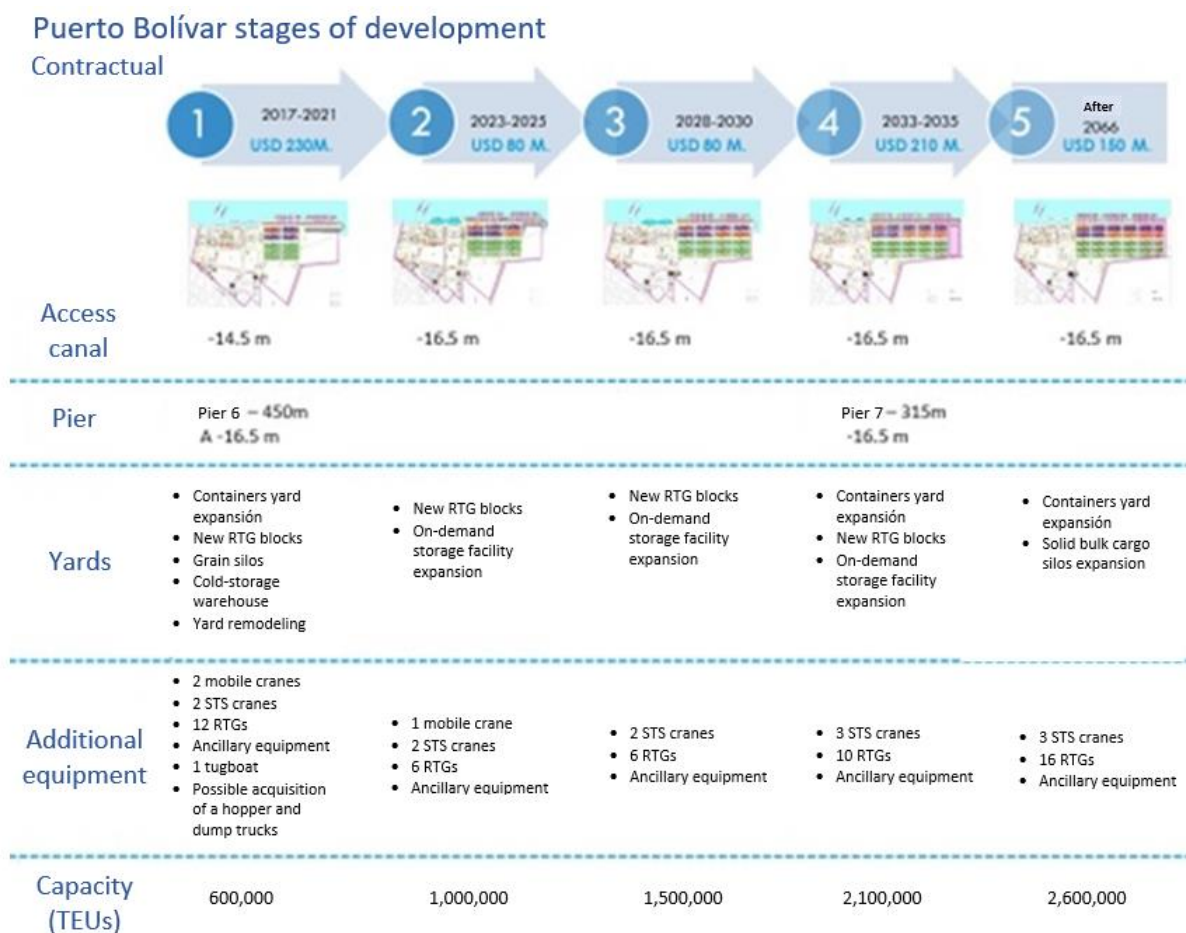 Puerto Bolívar stages of development
Contractual
1
2017-2021
USD 230M.
2
2023-2025
USD 80 M.
3
2028-2030
USD 80 M.
4
2033-2035
USD 210 M.
5
After
2066
USD 150 M.
Access
canal
-14.5 m
-16.5 m
-16.5 m
-16.5 m
-16.5 m
Pier
Pier 6 – 450m
A -16.5 m
Pier 7 – 315m
-16.5 m
Yards
• Containers yard
expansión
• New RTG blocks
• Grain silos
• Cold-storage
warehouse
• Yard remodeling
• New RTG blocks
• On-demand
storage facility
expansion
• New RTG blocks
• On-demand
storage facility
expansion
• Containers yard
expansión
• New RTG blocks
• On-demand
storage facility
expansion
• Containers yard
expansión
• Solid bulk cargo
silos expansion
Additional
equipment
• 2 mobile cranes
• 2 STS cranes
• 12 RTGs
• Ancillary equipment
• 1 tugboat
• Possible acquisition
of a hopper and
dump trucks
• 1 mobile crane
• 2 STS cranes
• 6 RTGs
• Ancillary equipment
• 2 STS cranes
• 6 RTGs
• Ancillary equipment
• 3 STS cranes
• 10 RTGs
• Ancillary equipment
• 3 STS cranes
• 16 RTGs
• Ancillary equipment
Capacity
(TEUs)
600,000
1,000,000
1,500,000
2,100,000
2,600,000